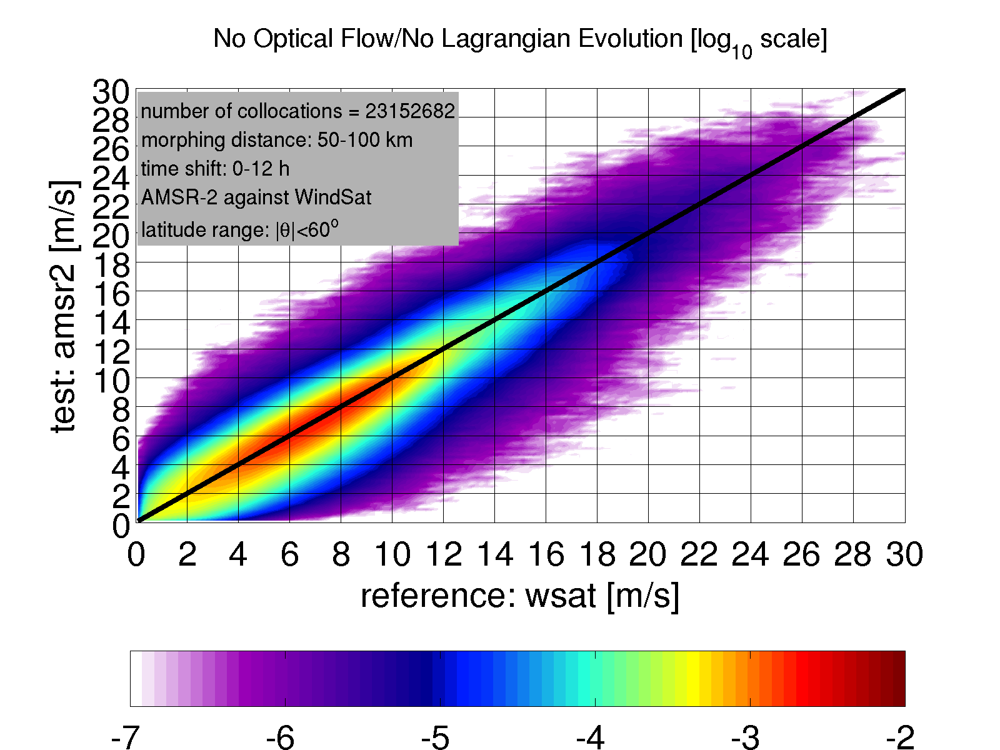 No Optical Flow/No Lagrangian Evolution [log10 scale]
number of collocations = 23152682
morphing distance: 50-100 km
time shift: 0-12 h
AMSR-2 against WindSat
latitude range: |θ|<60°
test: amsr2 [m/s]
30
28
26
24
22
20
18
16
14
12
10
8
6
4
2
0
0 2 4 6 8 10 12 14 16 18 20 22 24 26 28 30
reference: wsat [m/s]
-7 -6 -5 -4 -3 -2